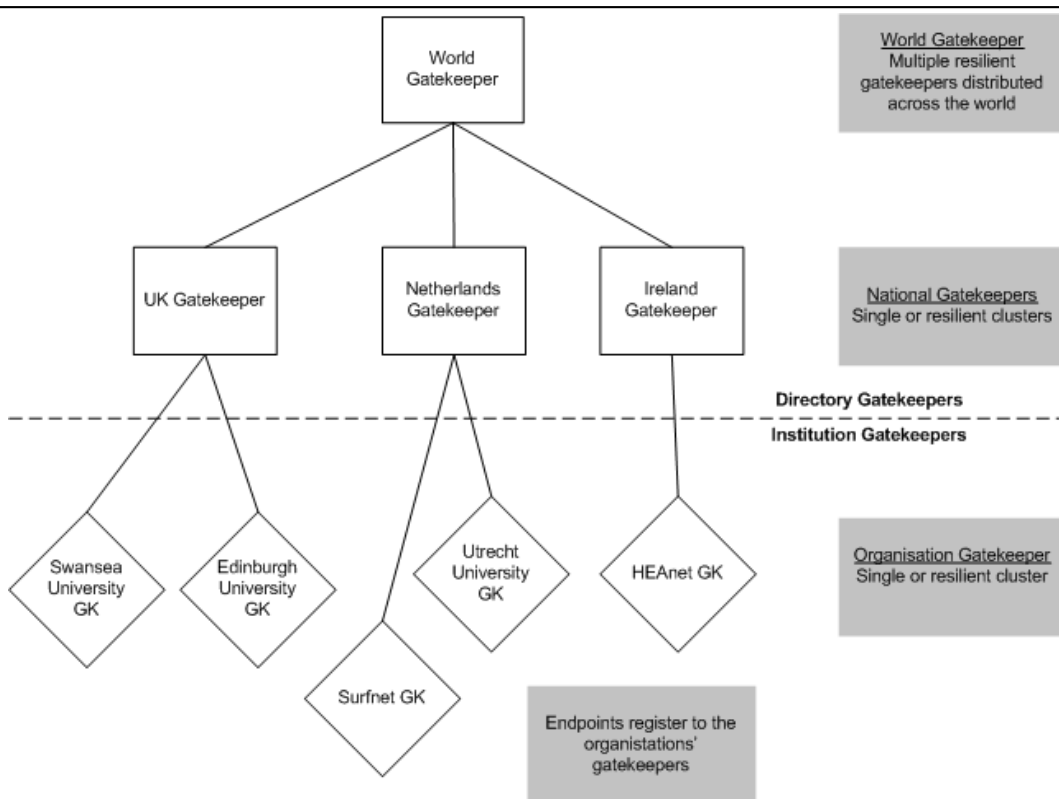 World
Gatekeeper
World Gatekeeper
Multiple resilient
gatekeepers distributed
across the world
UK Gatekeeper
Netherlands
Gatekeeper
Ireland
Gatekeeper
National Gatekeepers
Single or resilient clusters
Directory Gatekeepers
Institution Gatekeepers
Swansea
University
GK
Edinburgh
University
GK
Utrecht
University
GK
HEAnet GK
Organisation Gatekeeper
Single or resilient cluster
Surfnet GK
Endpoints register to the
organistations'
gatekeepers